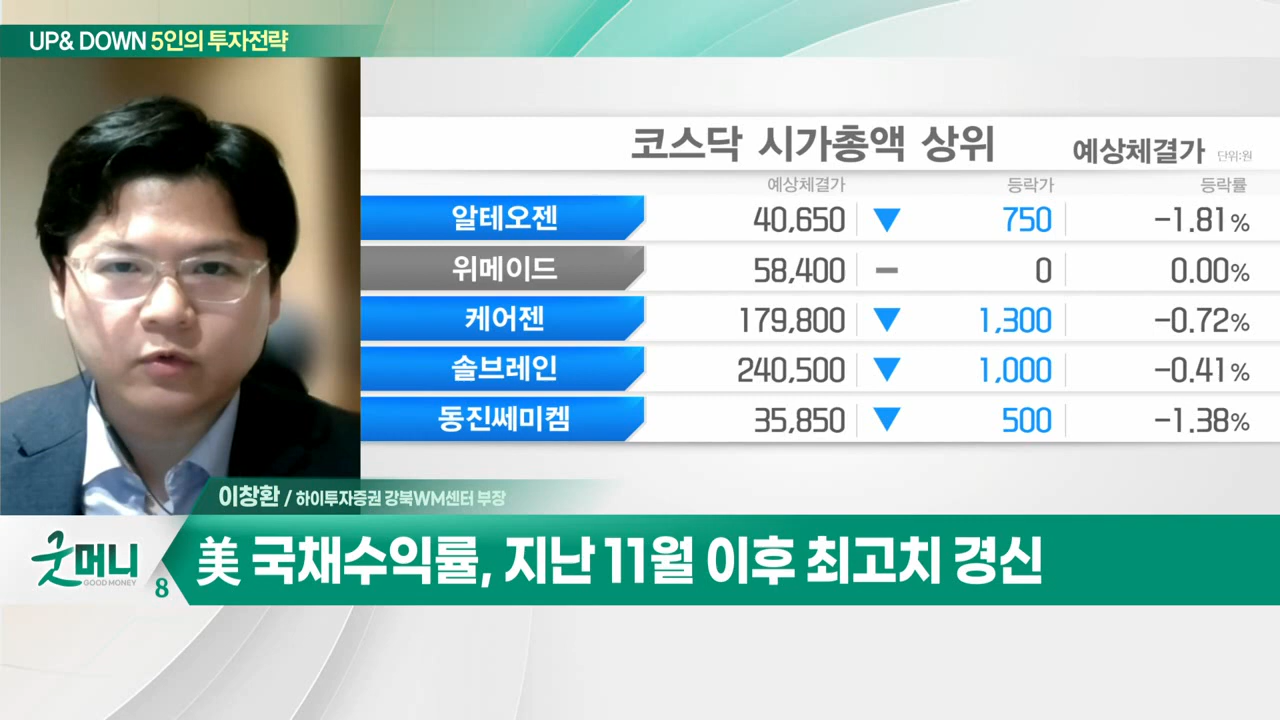 UP& DOWN 5인의 투자전략
코스닥 시가총액 상위 예상체결가 단위:원
예상체결가 등락가 등락률
알테오젠 40,650 ▼ 750 -1.81%
위메이드 58,400 - 0 0.00%
케어젠 179,800 ▼ 1,300 -0.72%
솔브레인 240,500 ▼ 1,000 -0.41%
동진쎄미켐 35,850 ▼ 500 -1.38%
이창환 / 하이투자증권 강북WM센터 부장
굿머니
GOOD MONEY
8
美 국채수익률, 지난 11월 이후 최고치 경신